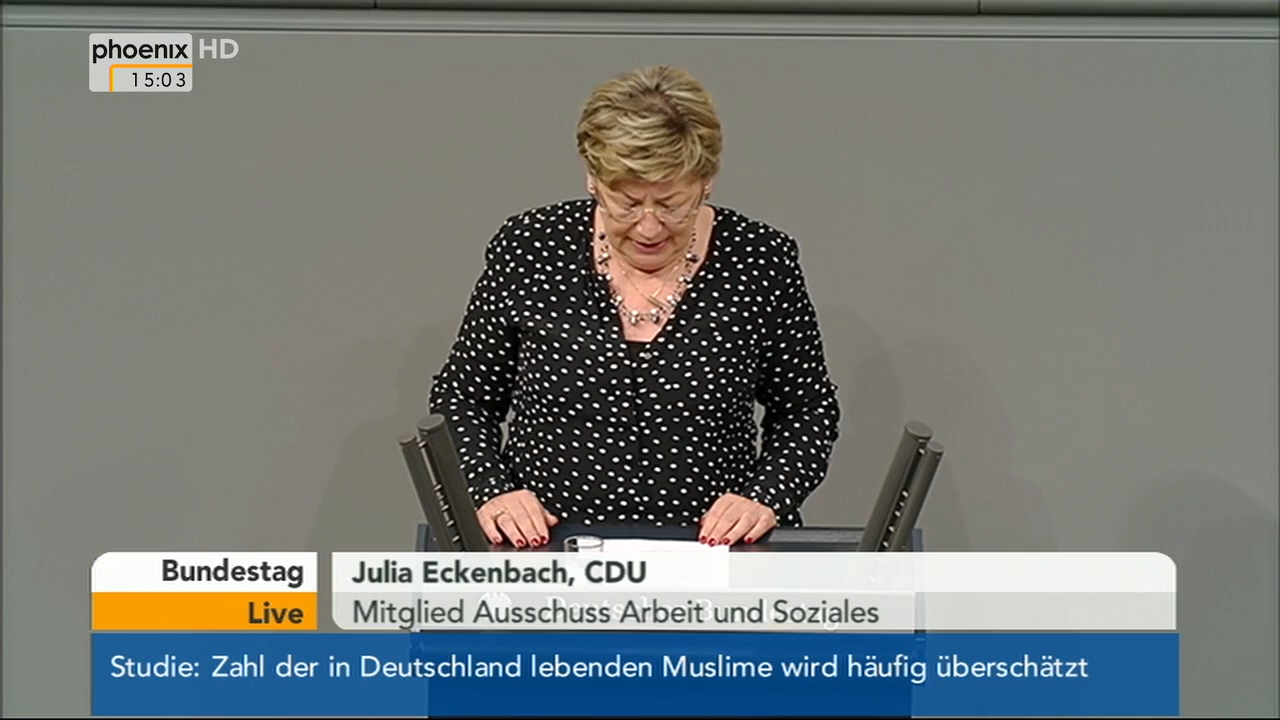 phoenix HD
15:03
Bundestag
Live
Julia Eckenbach, CDU
Mitglied Ausschuss Arbeit und Soziales
Studie: Zahl der in Deutschland lebenden Muslime wird häufig überschätzt